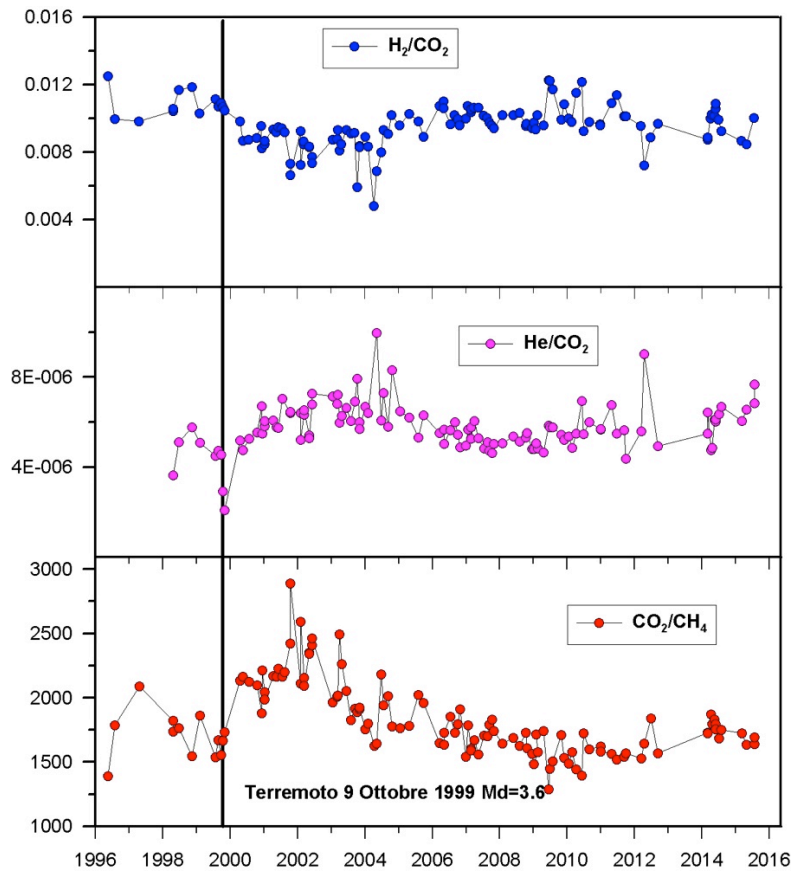 0.016
H₂/CO₂
0.012
0.008
0.004
He/CO₂
8E-006
4E-006
3000
CO₂/CH₄
2500
2000
1500
Terremoto 9 Ottobre 1999 Md=3.6
1000
1996 1998 2000 2002 2004 2006 2008 2010 2012 2014 2016